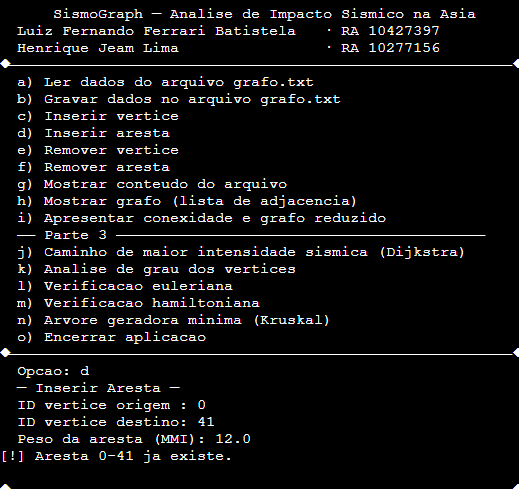 SismoGraph — Analise de Impacto Sismico na Asia
Luiz Fernando Ferrari Batistela · RA 10427397
Henrique Jeam Lima · RA 10277156
a) Ler dados do arquivo grafo.txt
b) Gravar dados no arquivo grafo.txt
c) Inserir vertice
d) Inserir aresta
e) Remover vertice
f) Remover aresta
g) Mostrar conteudo do arquivo
h) Mostrar grafo (lista de adjacencia)
i) Apresentar conexidade e grafo reduzido
—— Parte 3 ——
j) Caminho de maior intensidade sismica (Dijkstra)
k) Analise de grau dos vertices
l) Verificacao euleriana
m) Verificacao hamiltoniana
n) Arvore geradora minima (Kruskal)
o) Encerrar aplicacao
Opcao: d
— Inserir Aresta —
ID vertice origem : 0
ID vertice destino: 41
Peso da aresta (MMI): 12.0
[!] Aresta 0-41 ja existe.